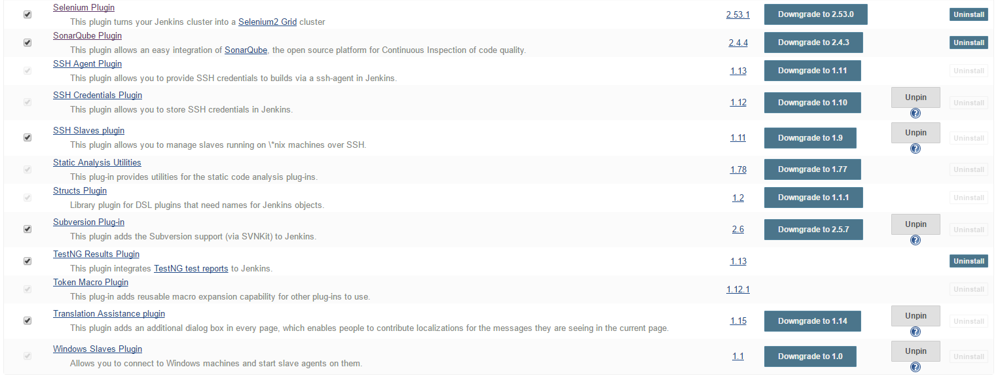 Selenium Plugin
This plugin turns your Jenkins cluster into a Selenium2 Grid cluster
2.53.1
Downgrade to 2.53.0
Uninstall
SonarQube Plugin
This plugin allows an easy integration of SonarQube, the open source platform for Continuous Inspection of code quality.
2.4.4
Downgrade to 2.4.3
Uninstall
SSH Agent Plugin
This plugin allows you to provide SSH credentials to builds via a ssh-agent in Jenkins.
1.13
Downgrade to 1.11
Uninstall
SSH Credentials Plugin
This plugin allows you to store SSH credentials in Jenkins.
1.12
Downgrade to 1.10
Unpin
?
Uninstall
SSH Slaves plugin
This plugin allows you to manage slaves running on \*nix machines over SSH.
1.11
Downgrade to 1.9
Unpin
?
Uninstall
Static Analysis Utilities
This plug-in provides utilities for the static code analysis plug-ins.
1.78
Downgrade to 1.77
Uninstall
Structs Plugin
Library plugin for DSL plugins that need names for Jenkins objects.
1.2
Downgrade to 1.1.1
Uninstall
Subversion Plug-in
This plugin adds the Subversion support (via SVNKit) to Jenkins.
2.6
Downgrade to 2.5.7
Unpin
?
Uninstall
TestNG Results Plugin
This plugin integrates TestNG test reports to Jenkins.
1.13
Uninstall
Token Macro Plugin
This plug-in adds reusable macro expansion capability for other plug-ins to use.
1.12.1
Uninstall
Translation Assistance plugin
This plugin adds an additional dialog box in every page, which enables people to contribute localizations for the messages they are seeing in the current page.
1.15
Downgrade to 1.14
Unpin
?
Uninstall
Windows Slaves Plugin
Allows you to connect to Windows machines and start slave agents on them.
1.1
Downgrade to 1.0
Unpin
?
Uninstall